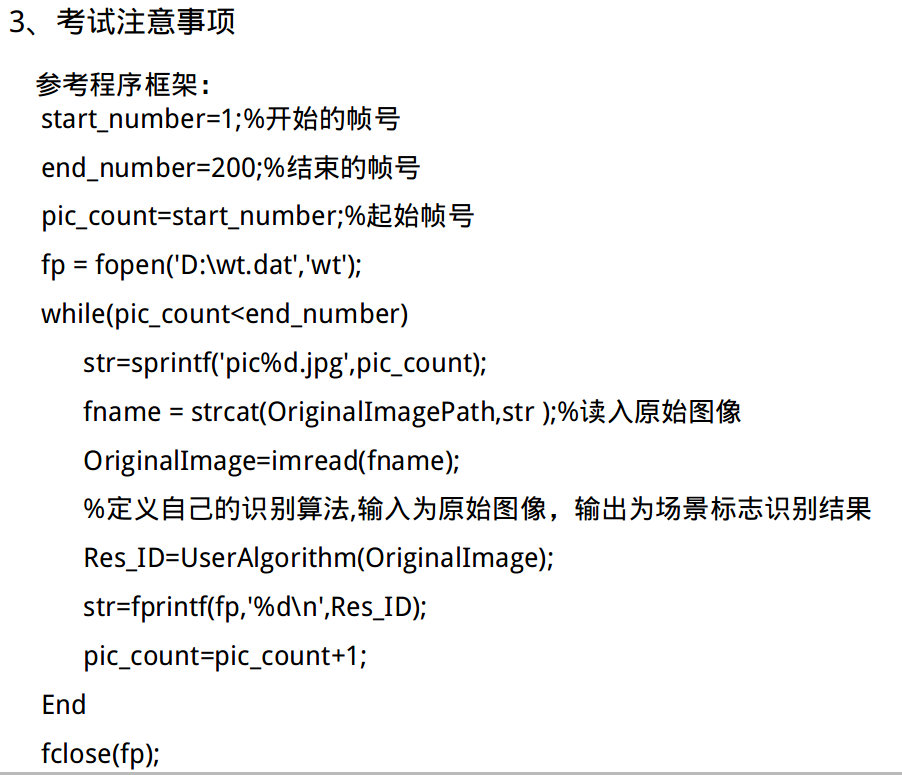 3、考试注意事项
参考程序框架：
start_number=1;%开始的帧号
end_number=200;%结束的帧号
pic_count=start_number;%起始帧号
fp = fopen('D:\wt.dat','wt');
while(pic_count<end_number)
str=sprintf('pic%d.jpg',pic_count);
fname = strcat(OriginalImagePath,str );%读入原始图像
OriginalImage=imread(fname);
%定义自己的识别算法,输入为原始图像，输出为场景标志识别结果
Res_ID=UserAlgorithm(OriginalImage);
str=fprintf(fp,'%d\n',Res_ID);
pic_count=pic_count+1;
End
fclose(fp);